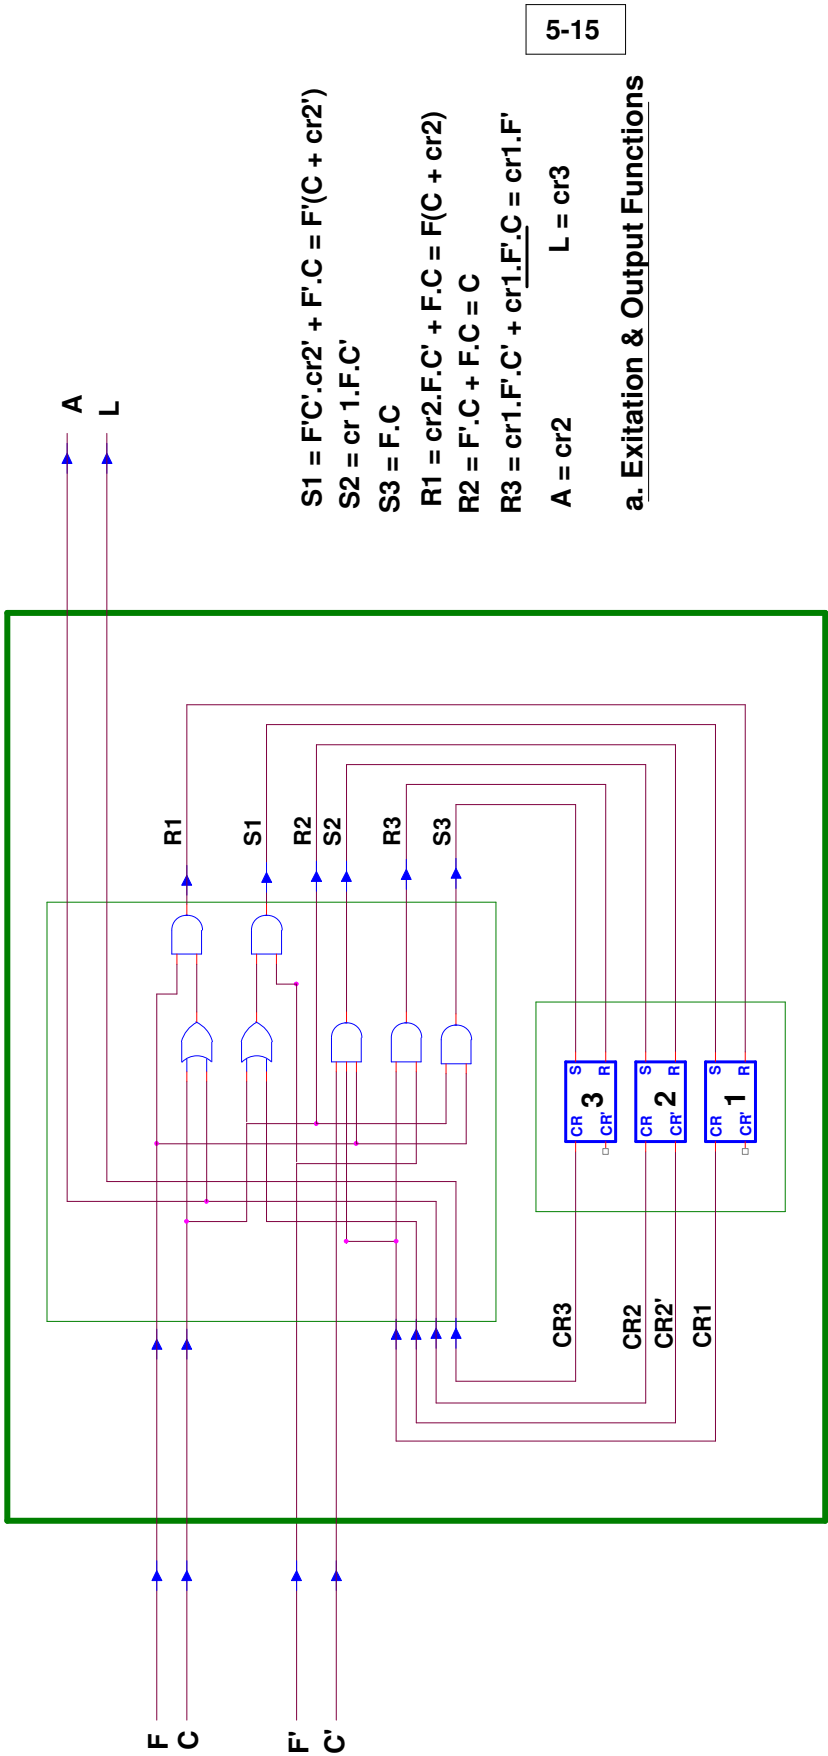 5-15
S1 = F'C'.cr2' + F'.C = F'(C + cr2')
S2 = cr 1.F.C'
S3 = F.C
R1 = cr2.F.C' + F.C = F(C + cr2)
R2 = F'.C + F.C = C
R3 = cr1.F'.C' + cr1.F'.C = cr1.F'
A = cr2 L = cr3
a. Exitation & Output Functions
A
L
R1
S1
R2
S2
R3
S3
F
C
F'
C'
CR S
3
CR' R
CR S
2
CR' R
CR S
1
CR' R
CR3
CR2
CR2'
CR1